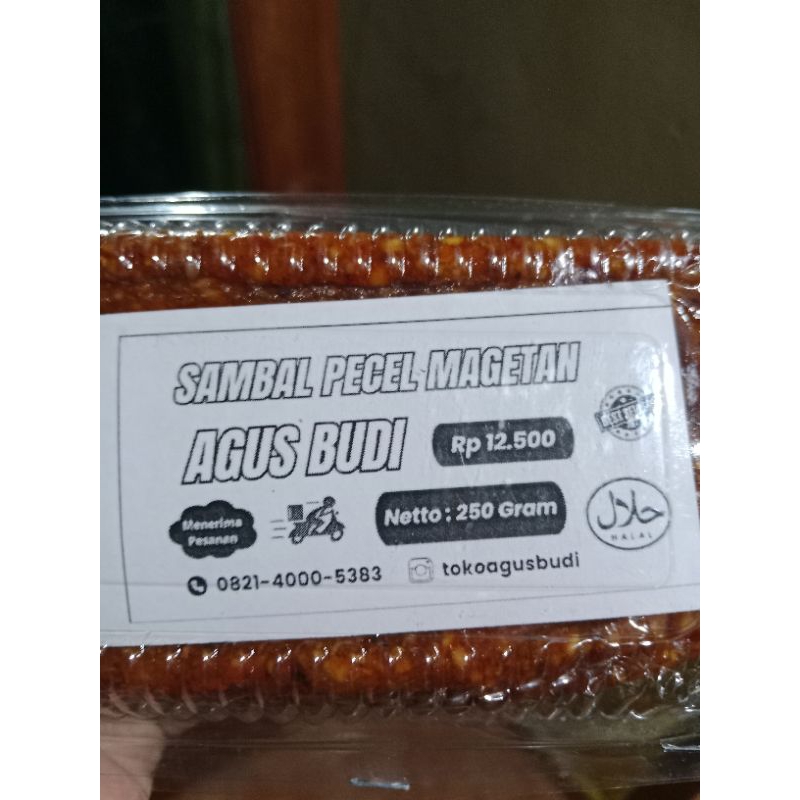 SAMBAL PECEL MAGETAN
AGUS BUDI
Rp 12.500
Menerima
Pesanan
Netto : 250 Gram
حلال
HALAL
0821-4000-5383
tokoagusbudi